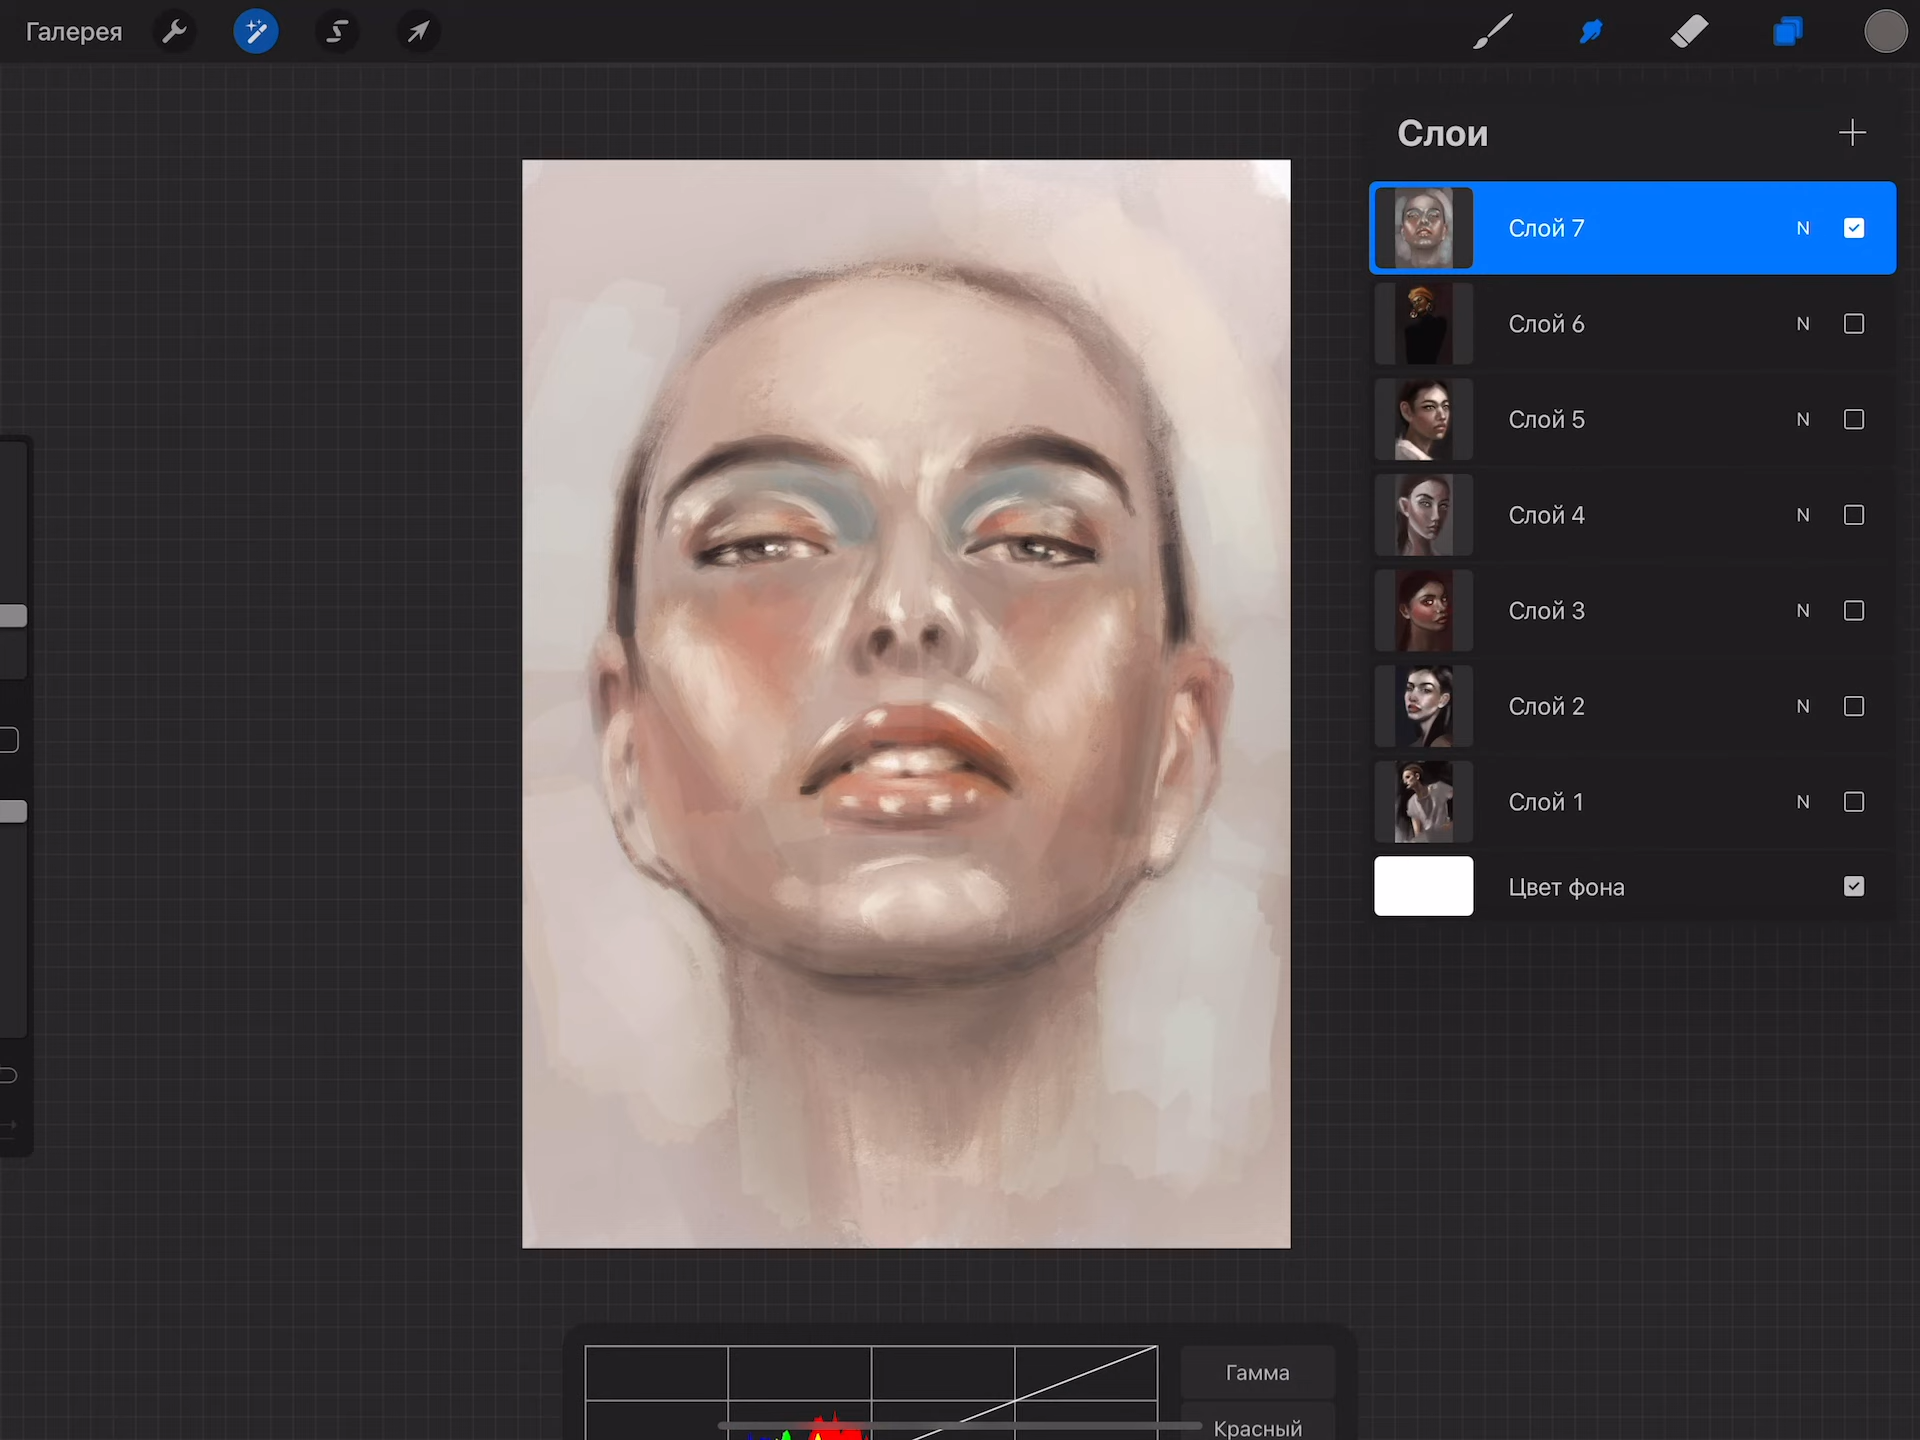 Галерея
Слои
Слой 7 N
Слой 6 N
Слой 5 N
Слой 4 N
Слой 3 N
Слой 2 N
Слой 1 N
Цвет фона
Гамма
Красный